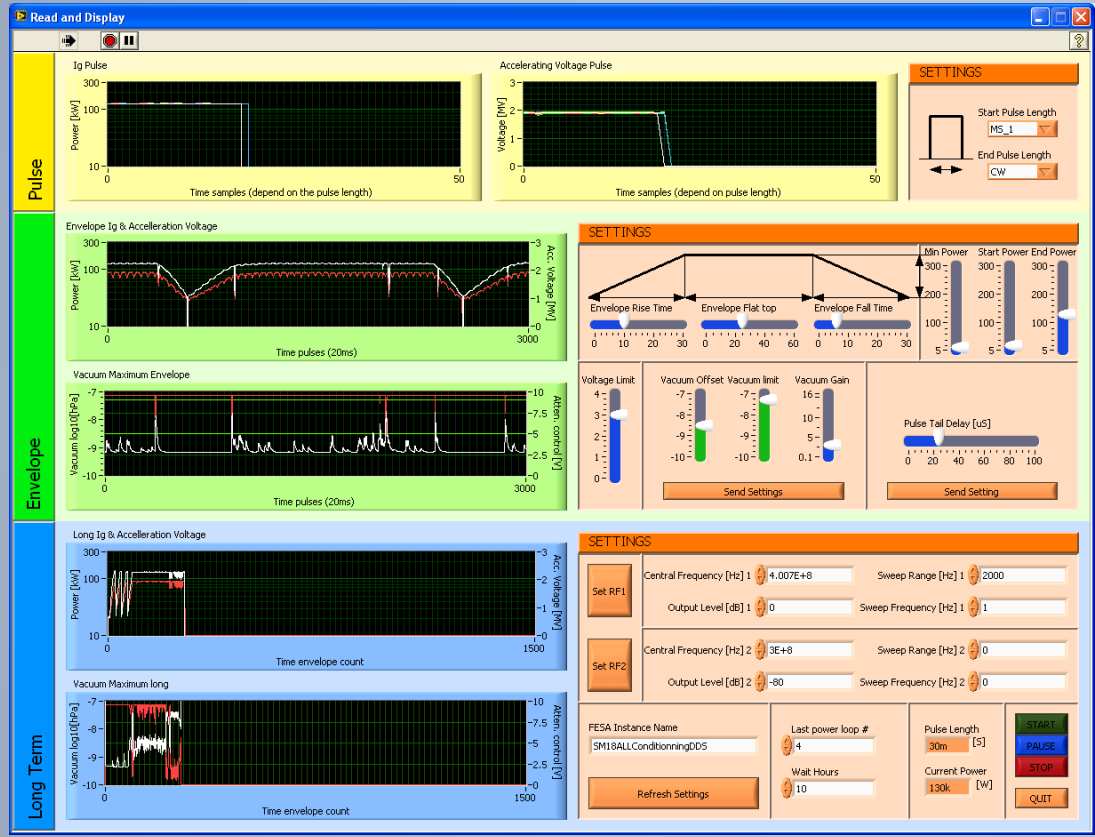 Read and Display
Pulse
Ig Pulse
Power [kW]
300
100
10
0
50
Time samples (depend on the pulse length)
Accelerating Voltage Pulse
Voltage [MV]
3
2
1
0
0
50
Time samples (depend on pulse length)
SETTINGS
Start Pulse Length
MS_1
End Pulse Length
CW
Envelope
Envelope Ig & Accelleration Voltage
Power [kW]
300
100
10
3
2
1
0
Acc. Voltage [MV]
0
3000
Time pulses (20ms)
Vacuum Maximum Envelope
Vacuum log10[hPa]
-7
-8
-9
-10
10
7.5
5
2.5
0
Atten. control [V]
0
3000
Time pulses (20ms)
SETTINGS
Envelope Rise Time
0 10 20 30
Envelope Flat top
0 20 40 60
Envelope Fall Time
0 10 20 30
Min Power
300
200
100
5
Start Power
300
200
100
5
End Power
300
200
100
5
Voltage Limit
4
3
2
1
0
Vacuum Offset
-7
-8
-9
-10
Vacuum limit
-7
-8
-9
-10
Vacuum Gain
16
10
5
0.1
Send Settings
Pulse Tail Delay [uS]
0 20 40 60 80 100
Send Setting
Long Term
Long Ig & Accelleration Voltage
Power [kW]
300
100
10
3
2
1
0
Acc. Voltage [MV]
0
1500
Time envelope count
Vacuum Maximum long
Vacuum log10[hPa]
-7
-8
-9
-10
10
7.5
5
2.5
0
Atten. control [V]
0
1500
Time envelope count
SETTINGS
Set RF1
Central Frequency [Hz] 1 4.007E+8
Sweep Range [Hz] 1 2000
Output Level [dB] 1 0
Sweep Frequency [Hz] 1 1
Set RF2
Central Frequency [Hz] 2 3E+8
Sweep Range [Hz] 2 0
Output Level [dB] 2 -80
Sweep Frequency [Hz] 2 0
FESA Instance Name
SM18ALLConditionningDDS
Refresh Settings
Last power loop #
4
Wait Hours
10
Pulse Length
30m [S]
Current Power
130k [W]
START
PAUSE
STOP
QUIT